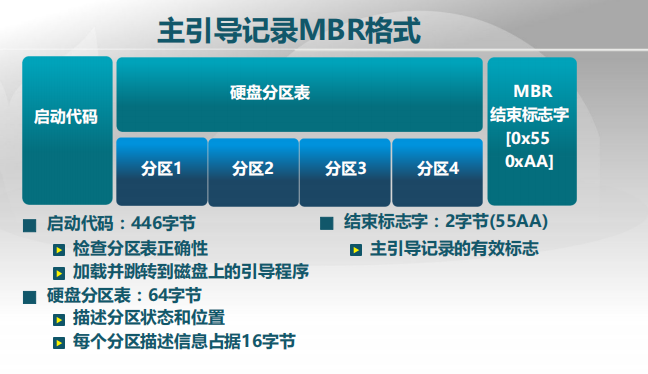 主引导记录MBR格式
启动代码
硬盘分区表
分区1
分区2
分区3
分区4
MBR
结束标志字
[0x55
0xAA]
启动代码：446字节
检查分区表正确性
加载并跳转到磁盘上的引导程序
硬盘分区表：64字节
描述分区状态和位置
每个分区描述信息占据16字节
结束标志字：2字节(55AA)
主引导记录的有效标志